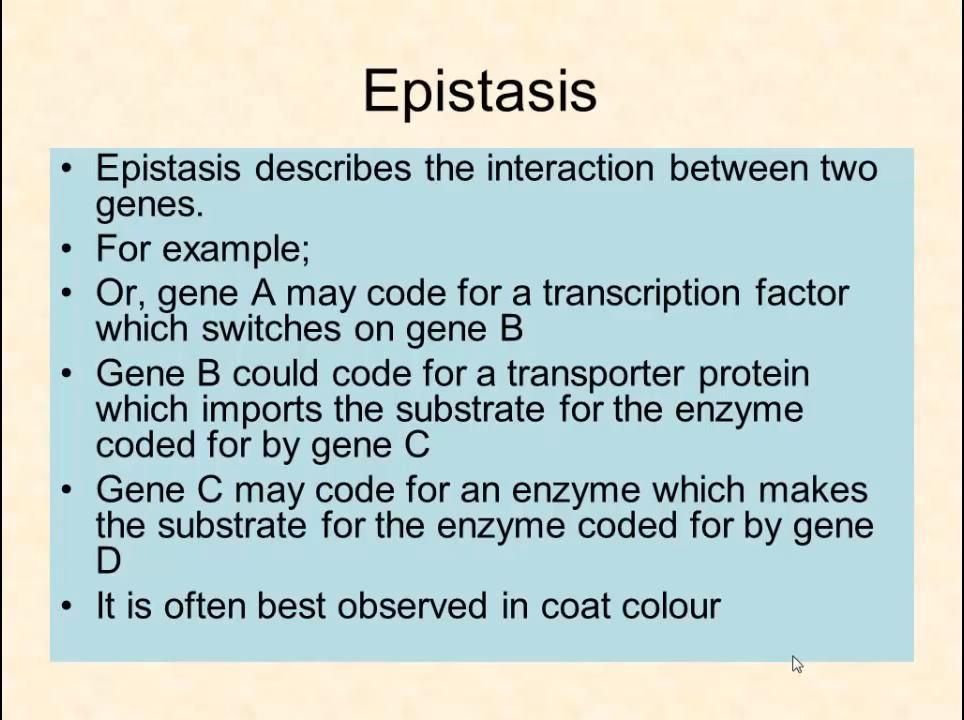 Epistasis
• Epistasis describes the interaction between two
genes.
• For example;
• Or, gene A may code for a transcription factor
which switches on gene B
• Gene B could code for a transporter protein
which imports the substrate for the enzyme
coded for by gene C
• Gene C may code for an enzyme which makes
the substrate for the enzyme coded for by gene
D
• It is often best observed in coat colour